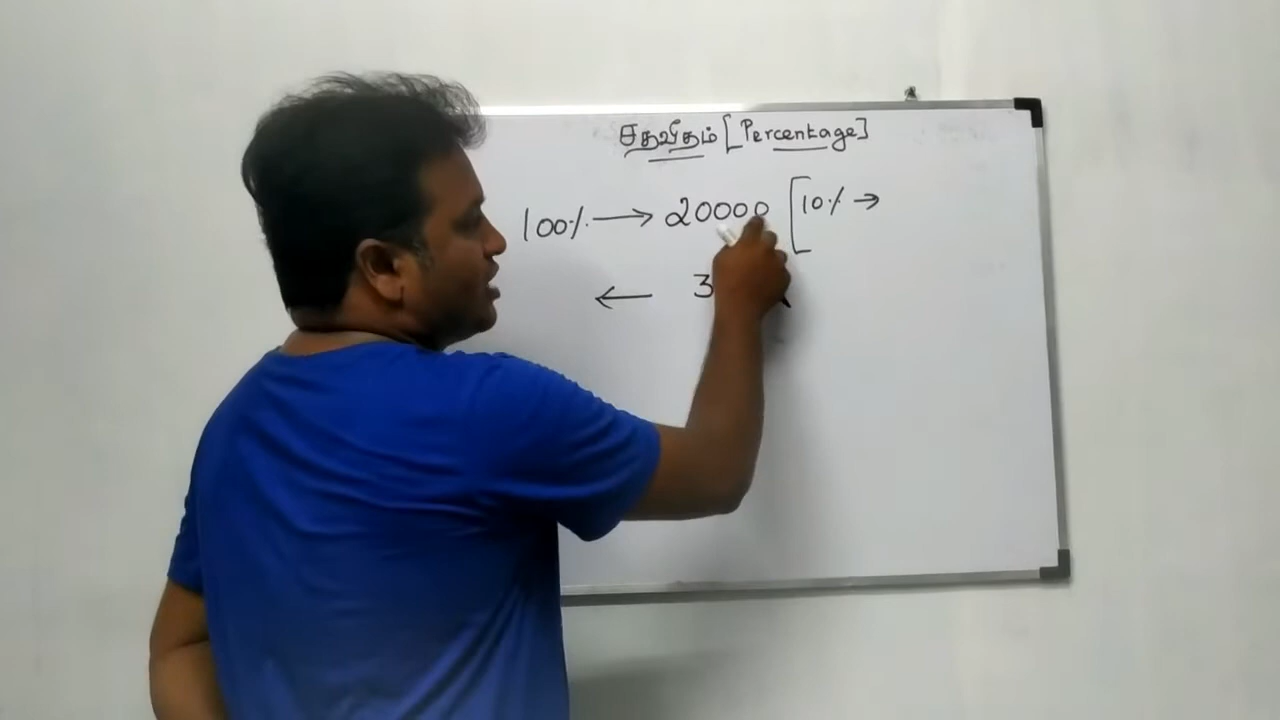 சதவீதம் [Percentage]
100% → 20000 [10% →
← 3